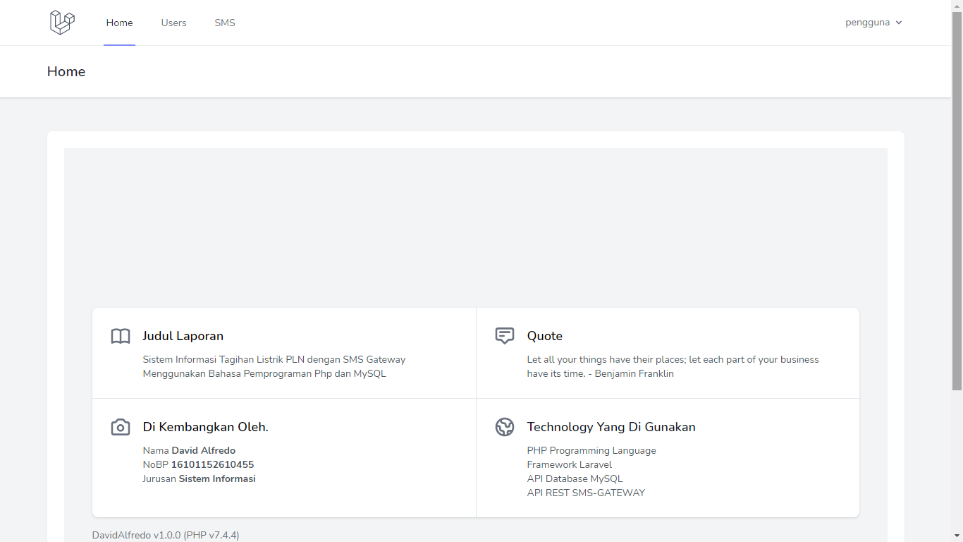 Home
Users
SMS
pengguna
Home
Judul Laporan
Sistem Informasi Tagihan Listrik PLN dengan SMS Gateway
Menggunakan Bahasa Pemprograman Php dan MySQL
Quote
Let all your things have their places; let each part of your business
have its time. - Benjamin Franklin
Di Kembangkan Oleh.
Nama David Alfredo
NoBP 16101152610455
Jurusan Sistem Informasi
Technology Yang Di Gunakan
PHP Programming Language
Framework Laravel
API Database MySQL
API REST SMS-GATEWAY
DavidAlfredo v1.0.0 (PHP v7.4.4)